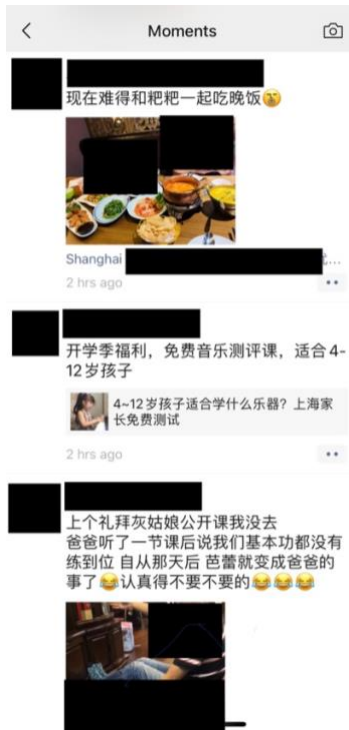 Moments
现在难得和粑粑一起吃晚饭
Shanghai
2 hrs ago
开学季福利，免费音乐测评课，适合4-
12岁孩子
4~12岁孩子适合学什么乐器？上海家
长免费测试
2 hrs ago
上个礼拜灰姑娘公开课我没去
爸爸听了一节课后说我们基本功都没有
练到位 自从那天后 芭蕾就变成爸爸的
事了😂认真得不要不要的😂😂😂